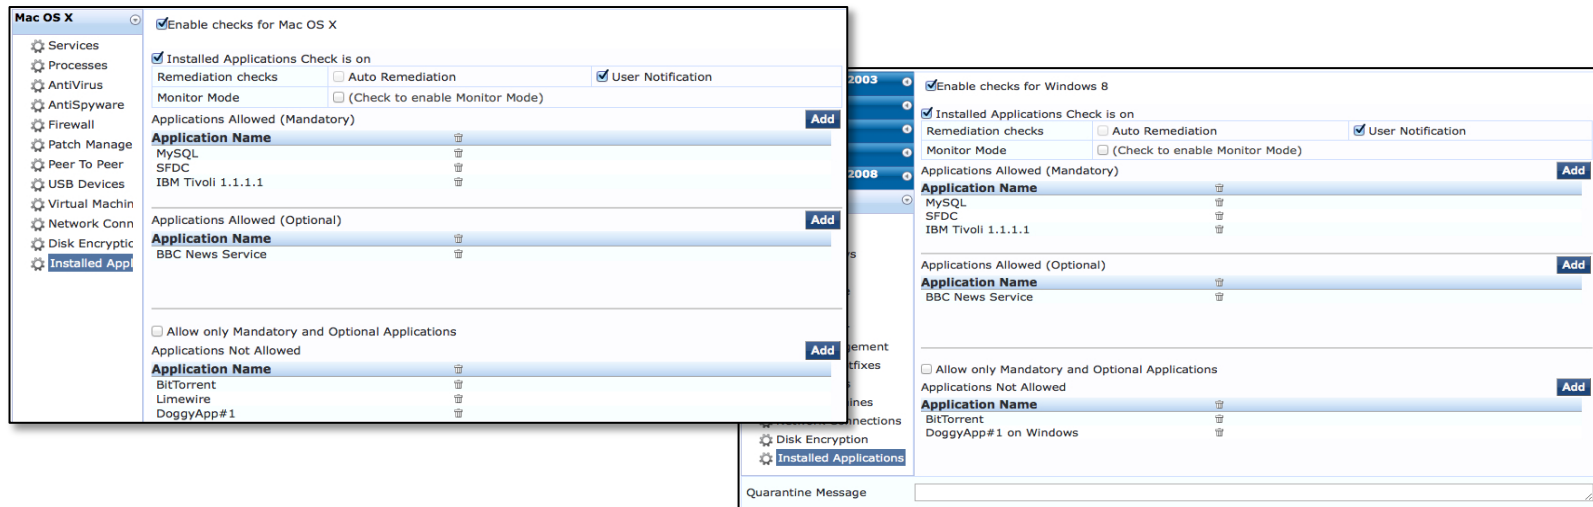 Mac OS X
Services
Processes
AntiVirus
AntiSpyware
Firewall
Patch Manage
Peer To Peer
USB Devices
Virtual Machin
Network Conn
Disk Encryptic
Installed Appl
Enable checks for Mac OS X
Installed Applications Check is on
Remediation checks Auto Remediation User Notification
Monitor Mode (Check to enable Monitor Mode)
Applications Allowed (Mandatory) Add
Application Name
MySQL
SFDC
IBM Tivoli 1.1.1.1
Applications Allowed (Optional) Add
Application Name
BBC News Service
Allow only Mandatory and Optional Applications
Applications Not Allowed Add
Application Name
BitTorrent
Limewire
DoggyApp#1
2003
2008
gement
tfixes
ines
Network Connections
Disk Encryption
Installed Applications
Enable checks for Windows 8
Installed Applications Check is on
Remediation checks Auto Remediation User Notification
Monitor Mode (Check to enable Monitor Mode)
Applications Allowed (Mandatory) Add
Application Name
MySQL
SFDC
IBM Tivoli 1.1.1.1
Applications Allowed (Optional) Add
Application Name
BBC News Service
Allow only Mandatory and Optional Applications
Applications Not Allowed Add
Application Name
BitTorrent
DoggyApp#1 on Windows
Quarantine Message